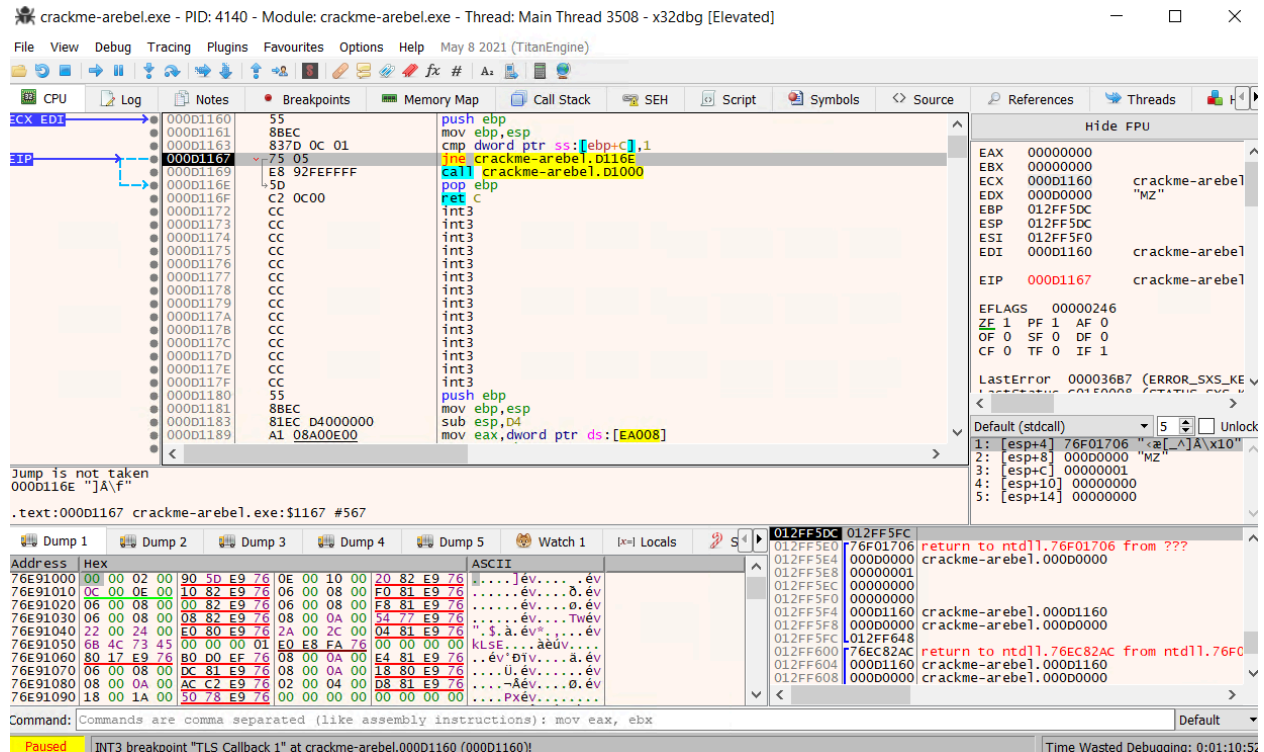 crackme-arebel.exe - PID: 4140 - Module: crackme-arebel.exe - Thread: Main Thread 3508 - x32dbg [Elevated]
File View Debug Tracing Plugins Favourites Options Help May 8 2021 (TitanEngine)
CPU Log Notes Breakpoints Memory Map Call Stack SEH Script Symbols Source References Threads
ECX EDI 000D1160 55 push ebp
000D1161 8BEC mov ebp,esp
000D1163 837D 0C 01 cmp dword ptr ss:[ebp+C],1
EIP 000D1167 75 05 jne crackme-arebel.D116E
000D1169 E8 92FEFFFF call crackme-arebel.D1000
000D116E 5D pop ebp
000D116F C2 0C00 ret C
000D1172 CC int3
000D1173 CC int3
000D1174 CC int3
000D1175 CC int3
000D1176 CC int3
000D1177 CC int3
000D1178 CC int3
000D1179 CC int3
000D117A CC int3
000D117B CC int3
000D117C CC int3
000D117D CC int3
000D117E CC int3
000D117F CC int3
000D1180 55 push ebp
000D1181 8BEC mov ebp,esp
000D1183 81EC D4000000 sub esp,D4
000D1189 A1 08A00E00 mov eax,dword ptr ds:[EA008]
Hide FPU
EAX 00000000
EBX 00000000
ECX 000D1160 crackme-arebel
EDX 000D0000 "MZ"
EBP 012FF5DC
ESP 012FF5DC
ESI 012FF5F0
EDI 000D1160 crackme-arebel
EIP 000D1167 crackme-arebel
EFLAGS 00000246
ZF 1 PF 1 AF 0
OF 0 SF 0 DF 0
CF 0 TF 0 IF 1
LastError 000036B7 (ERROR_SXS_KE
Default (stdcall) 5 Unlock
1: [esp+4] 76F01706 "‹æ[_^]Â\x10"
2: [esp+8] 000D0000 "MZ"
3: [esp+C] 00000001
4: [esp+10] 00000000
5: [esp+14] 00000000
Jump is not taken
000D116E "]Â\f"
.text:000D1167 crackme-arebel.exe:$1167 #567
Dump 1 Dump 2 Dump 3 Dump 4 Dump 5 Watch 1 [x=] Locals S
Address Hex ASCII
76E91000 00 00 02 00 90 5D E9 76 0E 00 10 00 20 82 E9 76 .....]év.... .év
76E91010 0C 00 0E 00 10 82 E9 76 06 00 08 00 F0 81 E9 76 ......év....ð.év
76E91020 06 00 08 00 00 82 E9 76 06 00 08 00 F8 81 E9 76 ......év....ø.év
76E91030 06 00 08 00 08 82 E9 76 08 00 0A 00 54 77 E9 76 ......év....Twév
76E91040 22 00 24 00 E0 80 E9 76 2A 00 2C 00 04 81 E9 76 ".$.à.év*.,...év
76E91050 6B 4C 73 45 00 00 00 01 E0 E8 FA 76 00 00 00 00 kLsE....àèúv....
76E91060 80 17 E9 76 B0 D0 EF 76 08 00 0A 00 E4 81 E9 76 ..év°Ðïv....ä.év
76E91070 06 00 08 00 DC 81 E9 76 08 00 0A 00 18 80 E9 76 ....Ü.év......év
76E91080 08 00 0A 00 AC C2 E9 76 02 00 04 00 D8 81 E9 76 ....¬Âév....Ø.év
76E91090 18 00 1A 00 50 78 E9 76 00 00 00 00 00 00 00 00 ....Pxév........
012FF5DC 012FF5FC
012FF5E0 76F01706 return to ntdll.76F01706 from ???
012FF5E4 000D0000 crackme-arebel.000D0000
012FF5E8 00000001
012FF5EC 00000000
012FF5F0 00000000
012FF5F4 000D1160 crackme-arebel.000D1160
012FF5F8 000D0000 crackme-arebel.000D0000
012FF5FC 012FF648
012FF600 76EC82AC return to ntdll.76EC82AC from ntdll.76F0
012FF604 000D1160 crackme-arebel.000D1160
012FF608 000D0000 crackme-arebel.000D0000
Command: Commands are comma separated (like assembly instructions): mov eax, ebx Default
Paused INT3 breakpoint "TLS Callback 1" at crackme-arebel.000D1160 (000D1160)! Time Wasted Debugging: 0:01:10:52